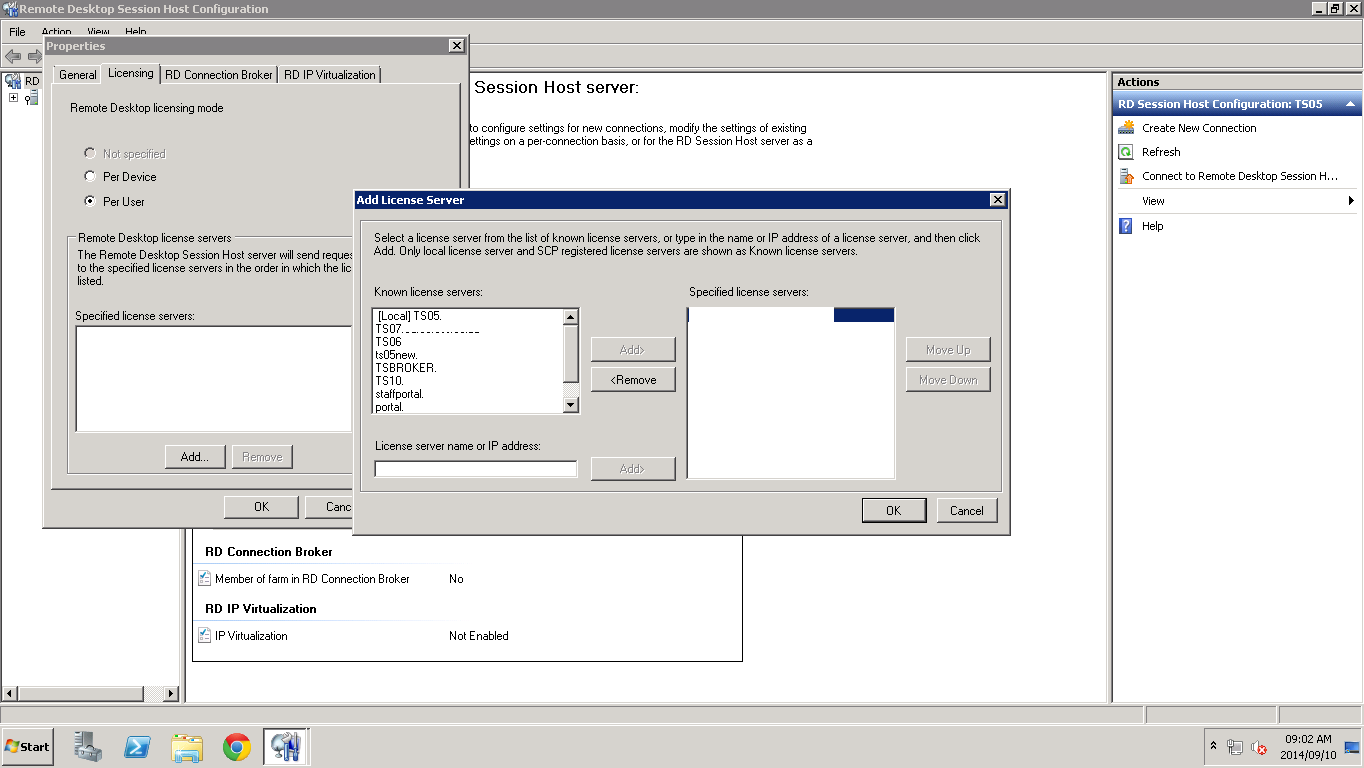 Remote Desktop Session Host Configuration
File Action View Help
Properties
General Licensing RD Connection Broker RD IP Virtualization
Remote Desktop licensing mode
Not specified
Per Device
Per User
Remote Desktop license servers
The Remote Desktop Session Host server will send reque
to the specified license servers in the order in which the lic
listed.
Specified license servers:
Add... Remove
OK Canc
RD
Session Host server:
to configure settings for new connections, modify the settings of existing
ettings on a per-connection basis, or for the RD Session Host server as a
Add License Server
Select a license server from the list of known license servers, or type in the name or IP address of a license server, and then click
Add. Only local license server and SCP registered license servers are shown as Known license servers.
Known license servers:
[Local] TS05.
TS07.
TS06
ts05new.
TSBROKER.
TS10.
staffportal.
portal.
Add>
<Remove
Specified license servers:
Move Up
Move Down
License server name or IP address:
Add>
OK Cancel
RD Connection Broker
Member of farm in RD Connection Broker No
RD IP Virtualization
IP Virtualization Not Enabled
Actions
RD Session Host Configuration: TS05
Create New Connection
Refresh
Connect to Remote Desktop Session H...
View
Help
Start
09:02 AM
2014/09/10